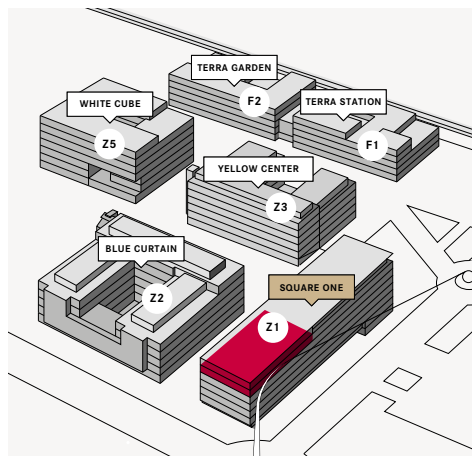 TERRA GARDEN
F2
WHITE CUBE
Z5
TERRA STATION
F1
YELLOW CENTER
Z3
BLUE CURTAIN
Z2
SQUARE ONE
Z1